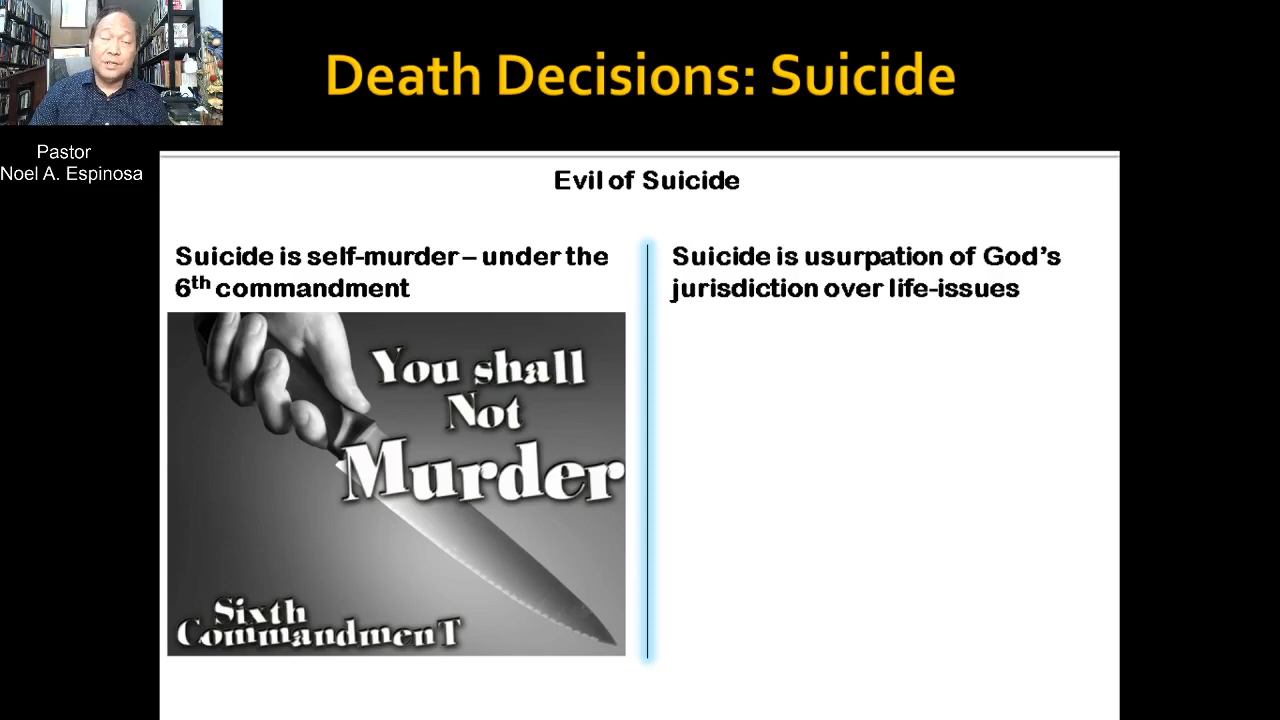 Death Decisions: Suicide
Pastor
Noel A. Espinosa
Evil of Suicide
Suicide is self-murder – under the
6th commandment
You shall
Not
Murder
Sixth
CommandmenT
Suicide is usurpation of God’s
jurisdiction over life-issues